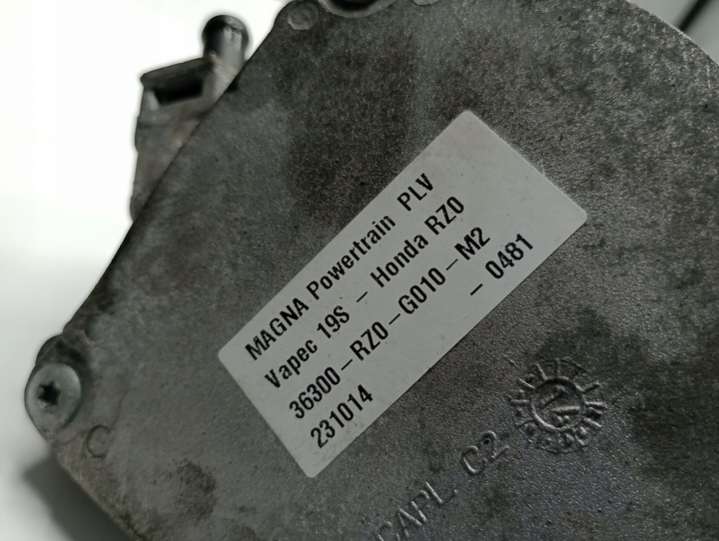 MAGNA Powertrain PLV
Vapec 19S - Honda RZ0
36300-RZ0-G010-M2
231014 - 0481
CAPL C2